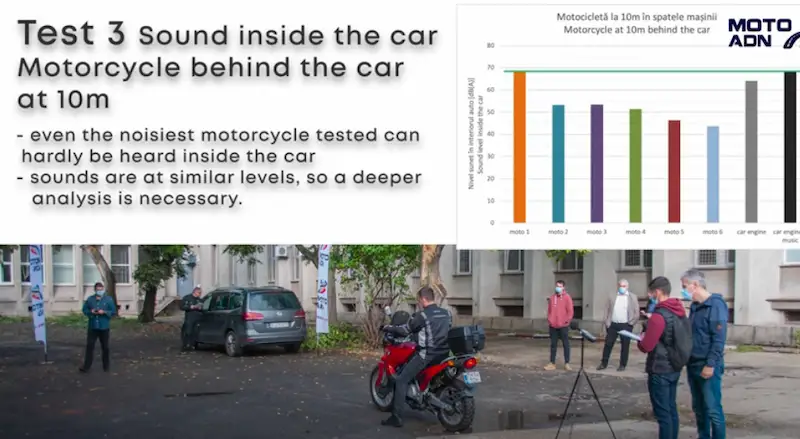 Test 3 Sound inside the car
Motorcycle behind the car
at 10m
- even the noisiest motorcycle tested can
hardly be heard inside the car
- sounds are at similar levels, so a deeper
analysis is necessary.
Motocicletă la 10m în spatele mașinii
Motorcycle at 10m behind the car
MOTO
ADN
Nivel sunet în interiorul auto [dB(A)]
Sound level inside the car
80
70
60
50
40
30
20
10
0
moto 1
moto 2
moto 3
moto 4
moto 5
moto 6
car engine
car engine
music